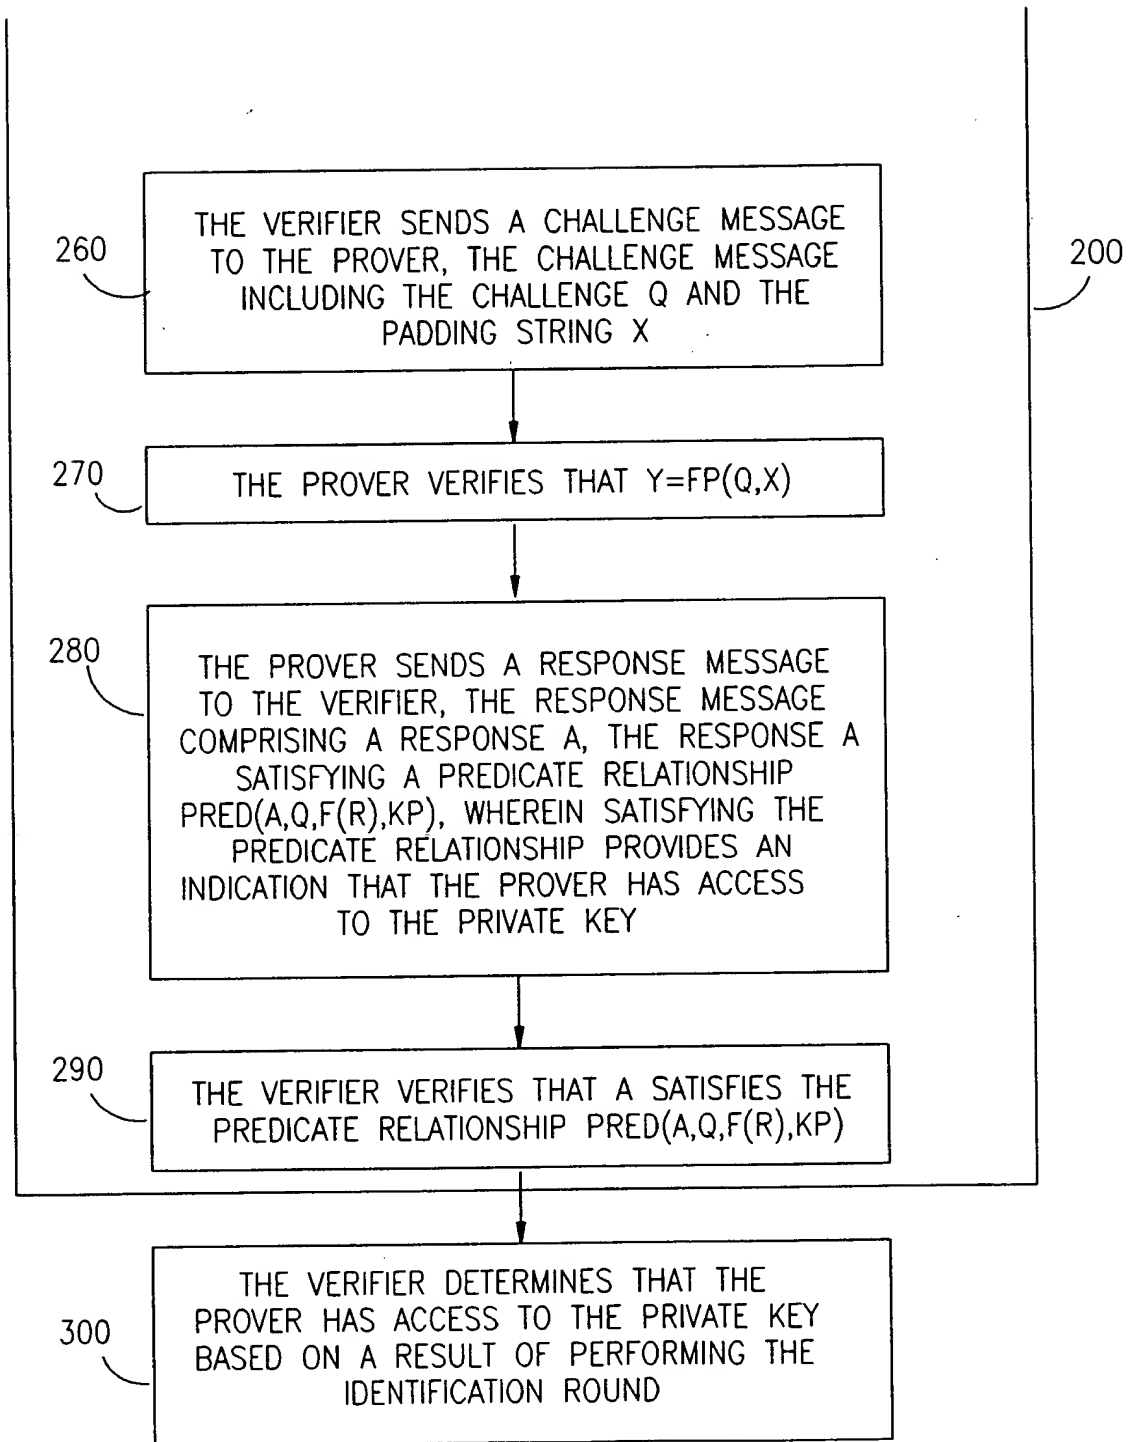 260
THE VERIFIER SENDS A CHALLENGE MESSAGE
TO THE PROVER, THE CHALLENGE MESSAGE
INCLUDING THE CHALLENGE Q AND THE
PADDING STRING X
200
270
THE PROVER VERIFIES THAT Y=FP(Q,X)
280
THE PROVER SENDS A RESPONSE MESSAGE
TO THE VERIFIER, THE RESPONSE MESSAGE
COMPRISING A RESPONSE A, THE RESPONSE A
SATISFYING A PREDICATE RELATIONSHIP
PRED(A,Q,F(R),KP), WHEREIN SATISFYING THE
PREDICATE RELATIONSHIP PROVIDES AN
INDICATION THAT THE PROVER HAS ACCESS
TO THE PRIVATE KEY
290
THE VERIFIER VERIFIES THAT A SATISFIES THE
PREDICATE RELATIONSHIP PRED(A,Q,F(R),KP)
300
THE VERIFIER DETERMINES THAT THE
PROVER HAS ACCESS TO THE PRIVATE KEY
BASED ON A RESULT OF PERFORMING THE
IDENTIFICATION ROUND